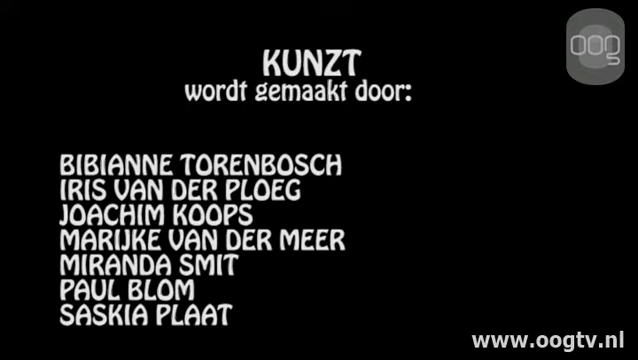 oog
KUNZT
wordt gemaakt door:
BIBIANNE TORENBOSCH
IRIS VAN DER PLOEG
JOACHIM KOOPS
MARIJKE VAN DER MEER
MIRANDA SMIT
PAUL BLOM
SASKIA PLAAT
www.oogtv.nl